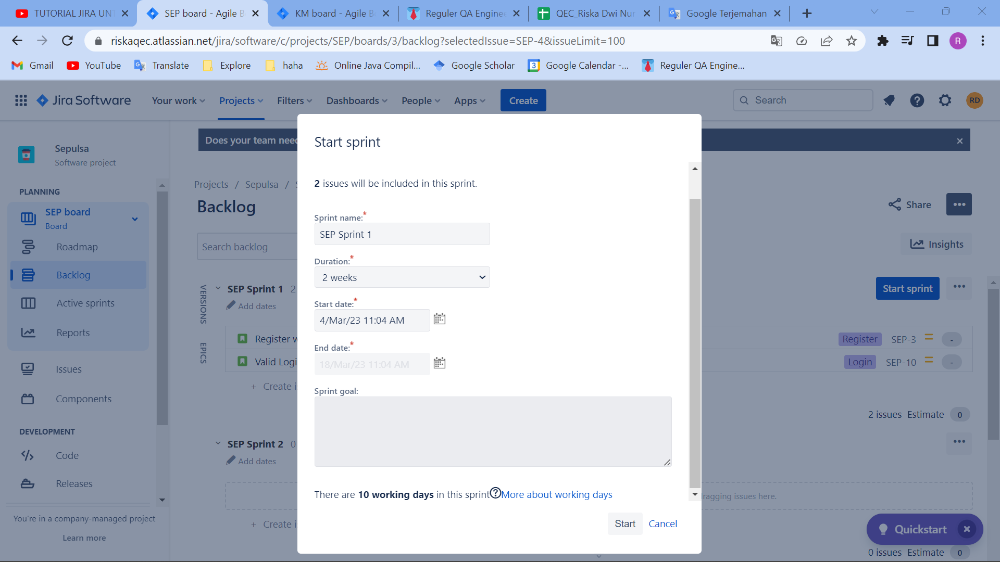 TUTORIAL JIRA UNT
SEP board - Agile B
KM board - Agile B
Reguler QA Enginee
QEC_Riska Dwi Nur
Google Terjemahan
riskaqec.atlassian.net/jira/software/c/projects/SEP/boards/3/backlog?selectedIssue=SEP-4&issueLimit=100
R
Gmail
YouTube
Translate
Explore
haha
Online Java Compil...
Google Scholar
3
Google Calendar -...
Reguler QA Engine...
Jira Software
Your work
Projects
Filters
Dashboards
People
Apps
Create
Search
RD
Sepulsa
Software project
PLANNING
SEP board
Board
Roadmap
Backlog
Active sprints
Reports
Issues
Components
DEVELOPMENT
Code
Releases
You're in a company-managed project
Learn more
Does your team need
Projects / Sepulsa /
Backlog
Share
Search backlog
Insights
VERSIONS
EPICS
SEP Sprint 1 2
Add dates
Start sprint
Register w
Register SEP-3 -
Valid Logi
Login SEP-10 -
+ Create i
2 issues Estimate 0
SEP Sprint 2 0
Add dates
ragging issues here.
+ Create i
Quickstart
0 issues Estimate 0
Start sprint
2 issues will be included in this sprint.
Sprint name:*
SEP Sprint 1
Duration:*
2 weeks
Start date:*
4/Mar/23 11:04 AM
End date:*
18/Mar/23 11:04 AM
Sprint goal:
There are 10 working days in this sprint More about working days
Start
Cancel